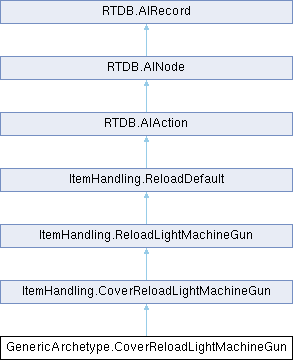 RTDB.AIRecord
RTDB.AINode
RTDB.AIAction
ItemHandling.ReloadDefault
ItemHandling.ReloadLightMachineGun
ItemHandling.CoverReloadLightMachineGun
GenericArchetype.CoverReloadLightMachineGun